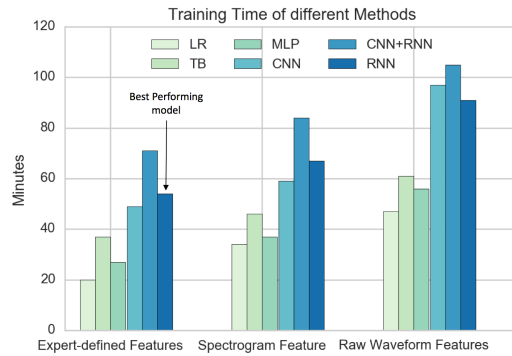 Training Time of different Methods
120
100
80
60
40
20
0
Minutes
LR
MLP
CNN+RNN
TB
CNN
RNN
Best Performing
model
Expert-defined Features
Spectrogram Feature
Raw Waveform Features